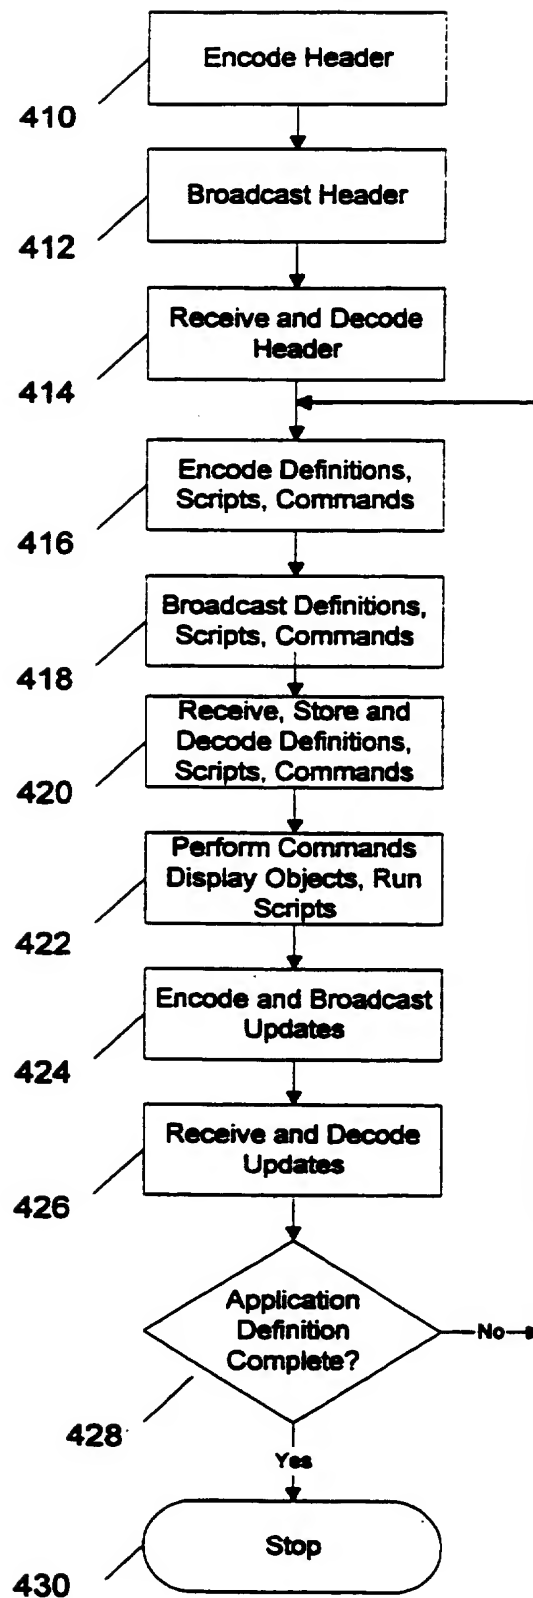 Encode Header
410
Broadcast Header
412
Receive and Decode
Header
414
Encode Definitions,
Scripts, Commands
416
Broadcast Definitions,
Scripts, Commands
418
Receive, Store and
Decode Definitions,
Scripts, Commands
420
Perform Commands
Display Objects, Run
Scripts
422
Encode and Broadcast
Updates
424
Receive and Decode
Updates
426
Application
Definition
Complete?
No
428
Yes
Stop
430